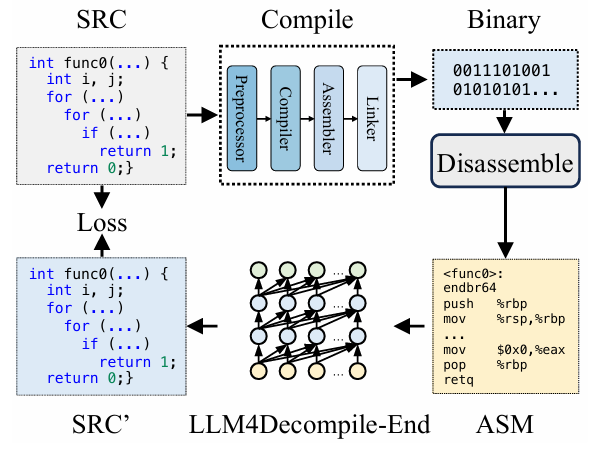 SRC
Compile
Binary
int func0(...) {
  int i, j;
  for (...)
    for (...)
      if (...)
        return 1;
  return 0;}
Preprocessor
Compiler
Assembler
Linker
0011101001
01010101...
Disassemble
Loss
int func0(...) {
  int i, j;
  for (...)
    for (...)
      if (...)
        return 1;
  return 0;}
...
...
...
...
<func0>:
endbr64
push   %rbp
mov    %rsp,%rbp
...
mov    $0x0,%eax
pop    %rbp
retq
SRC’
LLM4Decompile-End
ASM